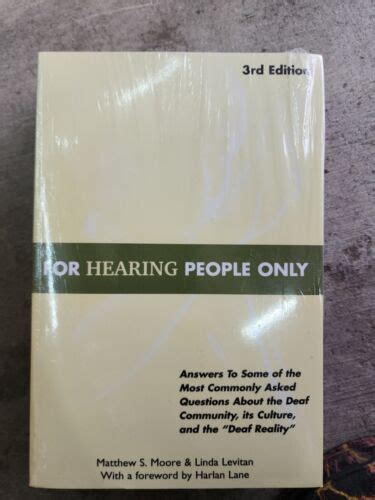 3rd Edition
FOR HEARING PEOPLE ONLY
Answers To Some of the
Most Commonly Asked
Questions About the Deaf
Community, its Culture,
and the "Deaf Reality"
Matthew S. Moore & Linda Levitan
With a foreword by Harlan Lane